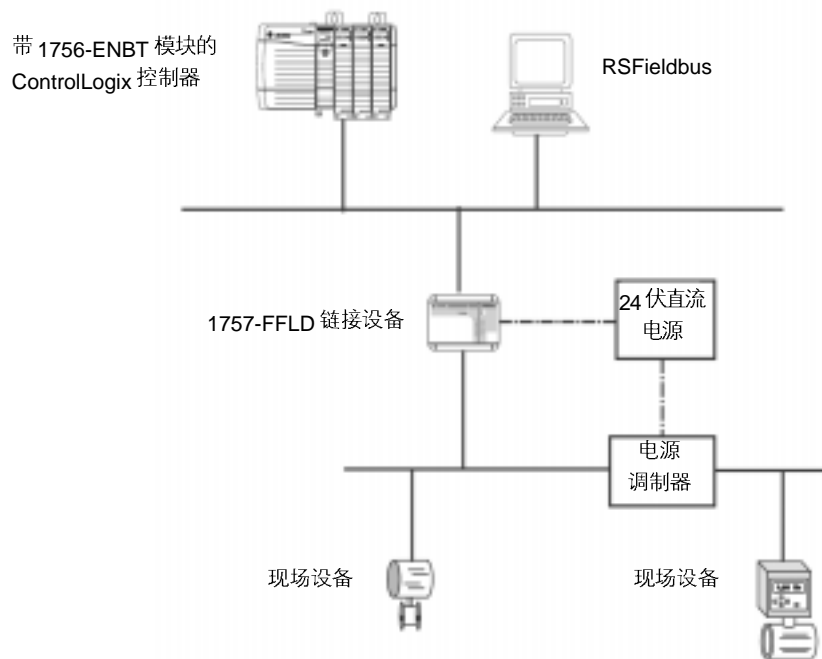 带 1756-ENBT 模块的
ControlLogix 控制器
RSFieldbus
1757-FFLD 链接设备
24 伏直流
电源
电源
调制器
现场设备
现场设备